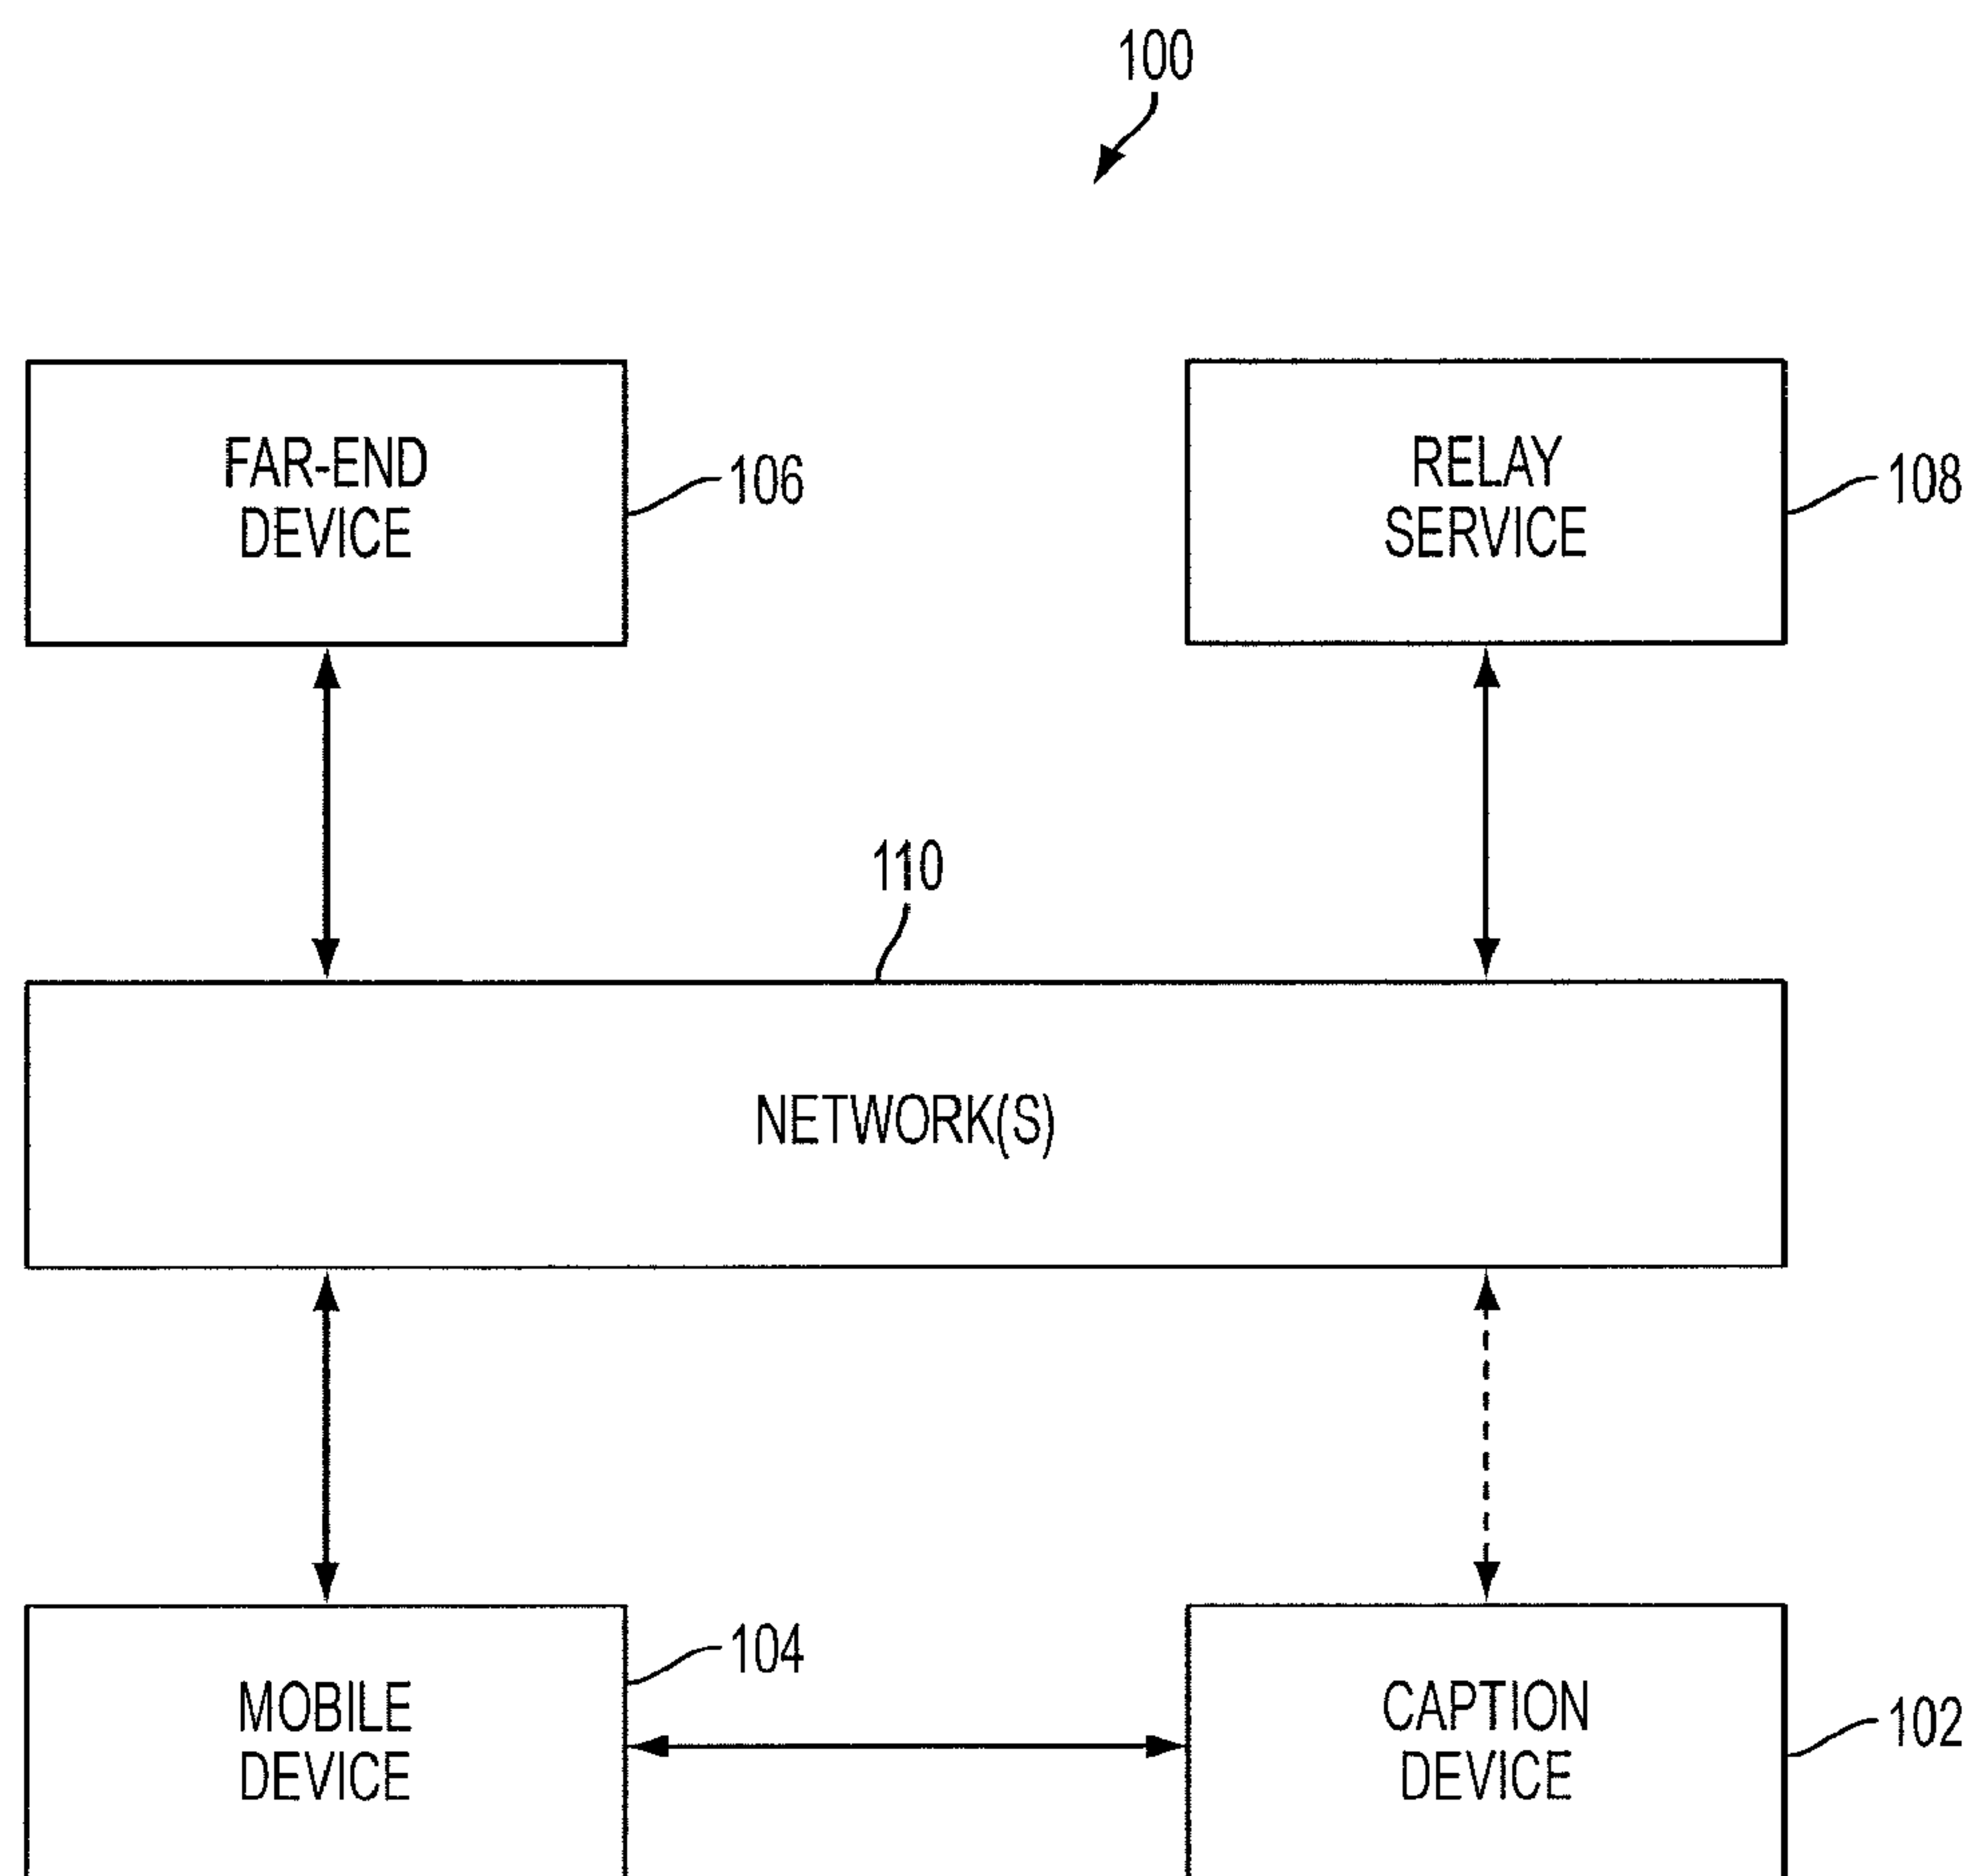 100
FAR-END
DEVICE
106
RELAY
SERVICE
108
110
NETWORK(S)
MOBILE
DEVICE
104
CAPTION
DEVICE
102